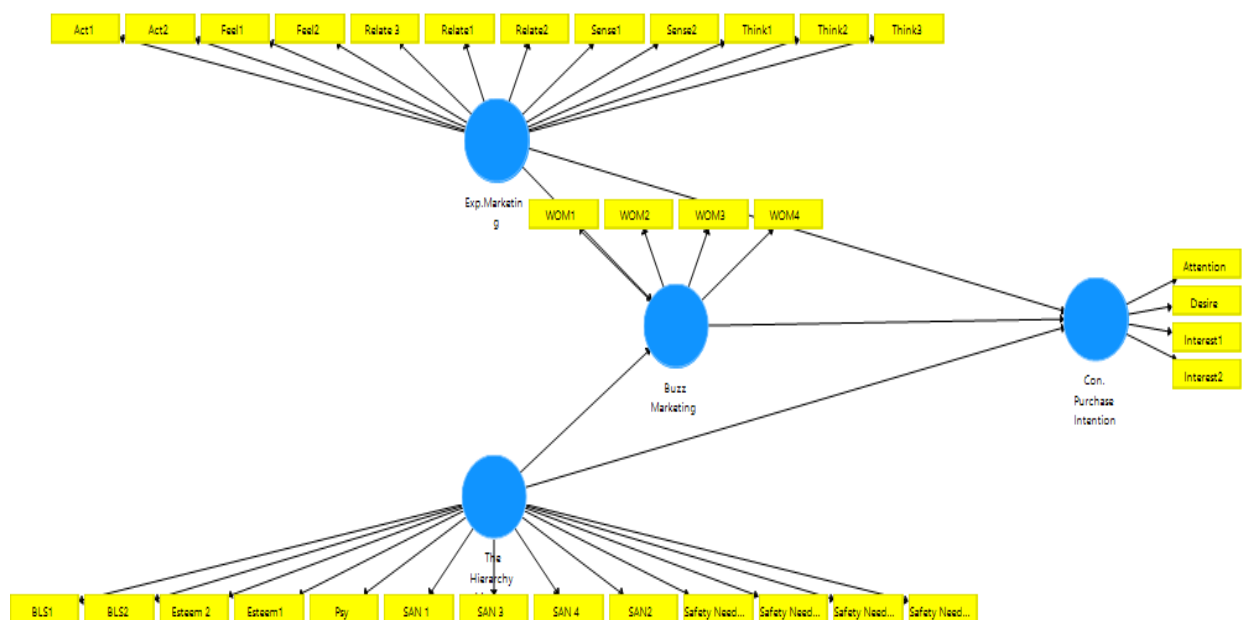 Act1 Act2 Feel1 Feel2 Relate 3 Relate1 Relate2 Sense1 Sense2 Think1 Think2 Think3
Exp.Marketin
g
WOM1 WOM2 WOM3 WOM4
Attention
Desire
Interest1
Interest2
Buzz
Marketing
Con.
Purchase
Intention
The
Hierarchy
BLS1 BLS2 Esteem 2 Esteem1 Psy SAN 1 SAN 3 SAN 4 SAN2 Safety Need... Safety Need... Safety Need... Safety Need...